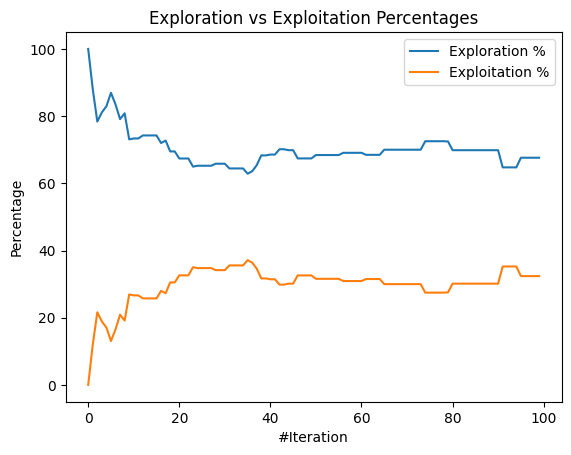 Exploration vs Exploitation Percentages
Exploration %
Exploitation %
100
80
60
40
20
0
Percentage
0 20 40 60 80 100
#Iteration